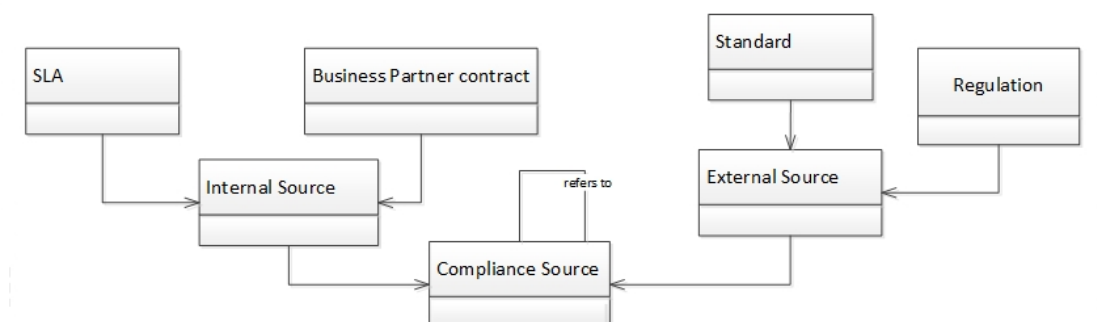 Standard
SLA
Business Partner contract
Regulation
Internal Source
refers to
External Source
Compliance Source